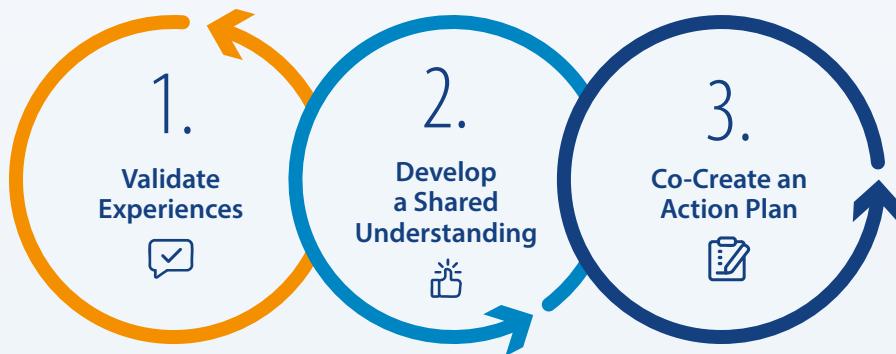 1.
Validate
Experiences
2.
Develop
a Shared
Understanding
3.
Co-Create an
Action Plan